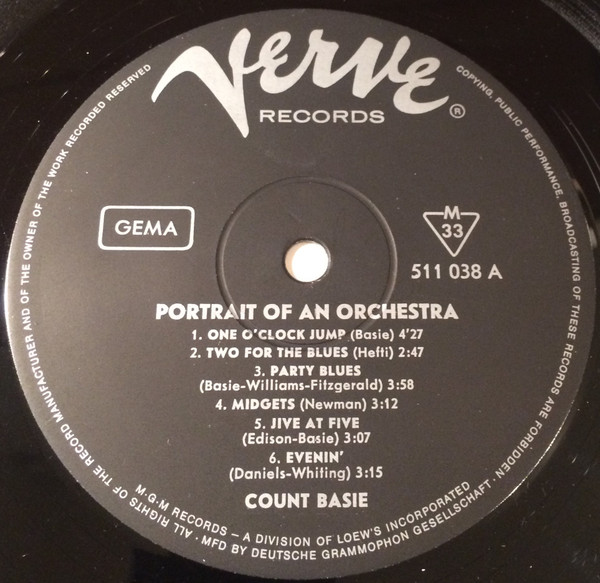 VERVE
RECORDS ®
GEMA
M
33
511 038 A
PORTRAIT OF AN ORCHESTRA
1. ONE O'CLOCK JUMP (Basie) 4'27
2. TWO FOR THE BLUES (Hefti) 2:47
3. PARTY BLUES
(Basie-Williams-Fitzgerald) 3:58
4. MIDGETS (Newman) 3:12
5. JIVE AT FIVE
(Edison-Basie) 3:07
6. EVENIN'
(Daniels-Whiting) 3:15
COUNT BASIE
M·G·M RECORDS – A DIVISION OF LOEW'S INCORPORATED
ALL RIGHTS OF THE RECORD MANUFACTURER AND OF THE OWNER OF THE WORK RECORDED RESERVED
COPYING, PUBLIC PERFORMANCE, BROADCASTING OF THESE RECORDS ARE FORBIDDEN · MFD BY DEUTSCHE GRAMMOPHON GESELLSCHAFT ·